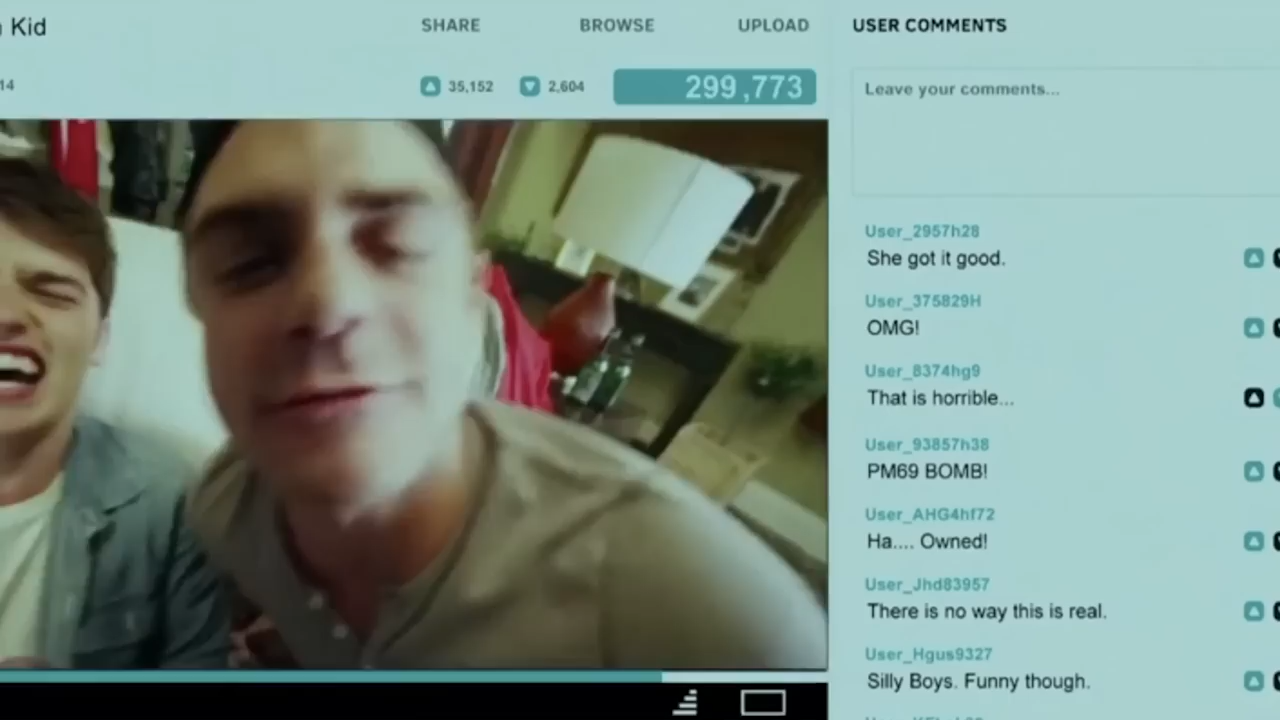 Kid
SHARE BROWSE UPLOAD
14
35,152 2,604 299,773
USER COMMENTS
Leave your comments...
User_2957h28
She got it good.
User_375829H
OMG!
User_8374hg9
That is horrible...
User_93857h38
PM69 BOMB!
User_AHG4hf72
Ha.... Owned!
User_Jhd83957
There is no way this is real.
User_Hgus9327
Silly Boys. Funny though.